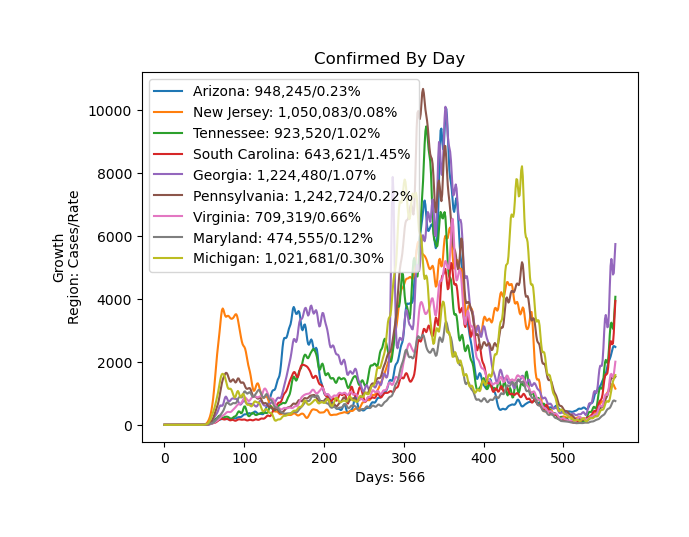 Confirmed By Day
Growth
Region: Cases/Rate
10000
8000
6000
4000
2000
0
Arizona: 948,245/0.23%
New Jersey: 1,050,083/0.08%
Tennessee: 923,520/1.02%
South Carolina: 643,621/1.45%
Georgia: 1,224,480/1.07%
Pennsylvania: 1,242,724/0.22%
Virginia: 709,319/0.66%
Maryland: 474,555/0.12%
Michigan: 1,021,681/0.30%
0 100 200 300 400 500
Days: 566